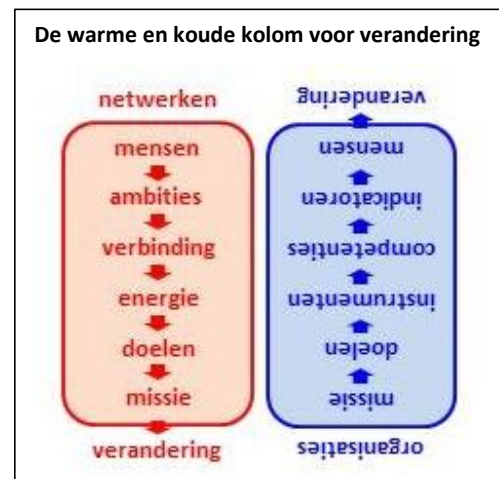 De warme en koude kolom voor verandering
netwerken
mensen
ambities
verbinding
energie
doelen
missie
verandering
organisaties
missie
doelen
instrumenten
competenties
indicatoren
mensen
verandering